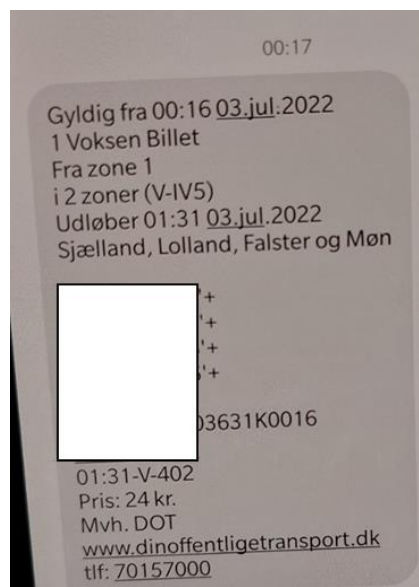 00:17
Gyldig fra 00:16 03.jul.2022
1 Voksen Billet
Fra zone 1
i 2 zoner (V-IV5)
Udløber 01:31 03.jul.2022
Sjælland, Lolland, Falster og Møn
'+
'+
'+
'+
03631K0016
01:31-V-402
Pris: 24 kr.
Mvh. DOT
www.dinoffentligetransport.dk
tlf: 70157000